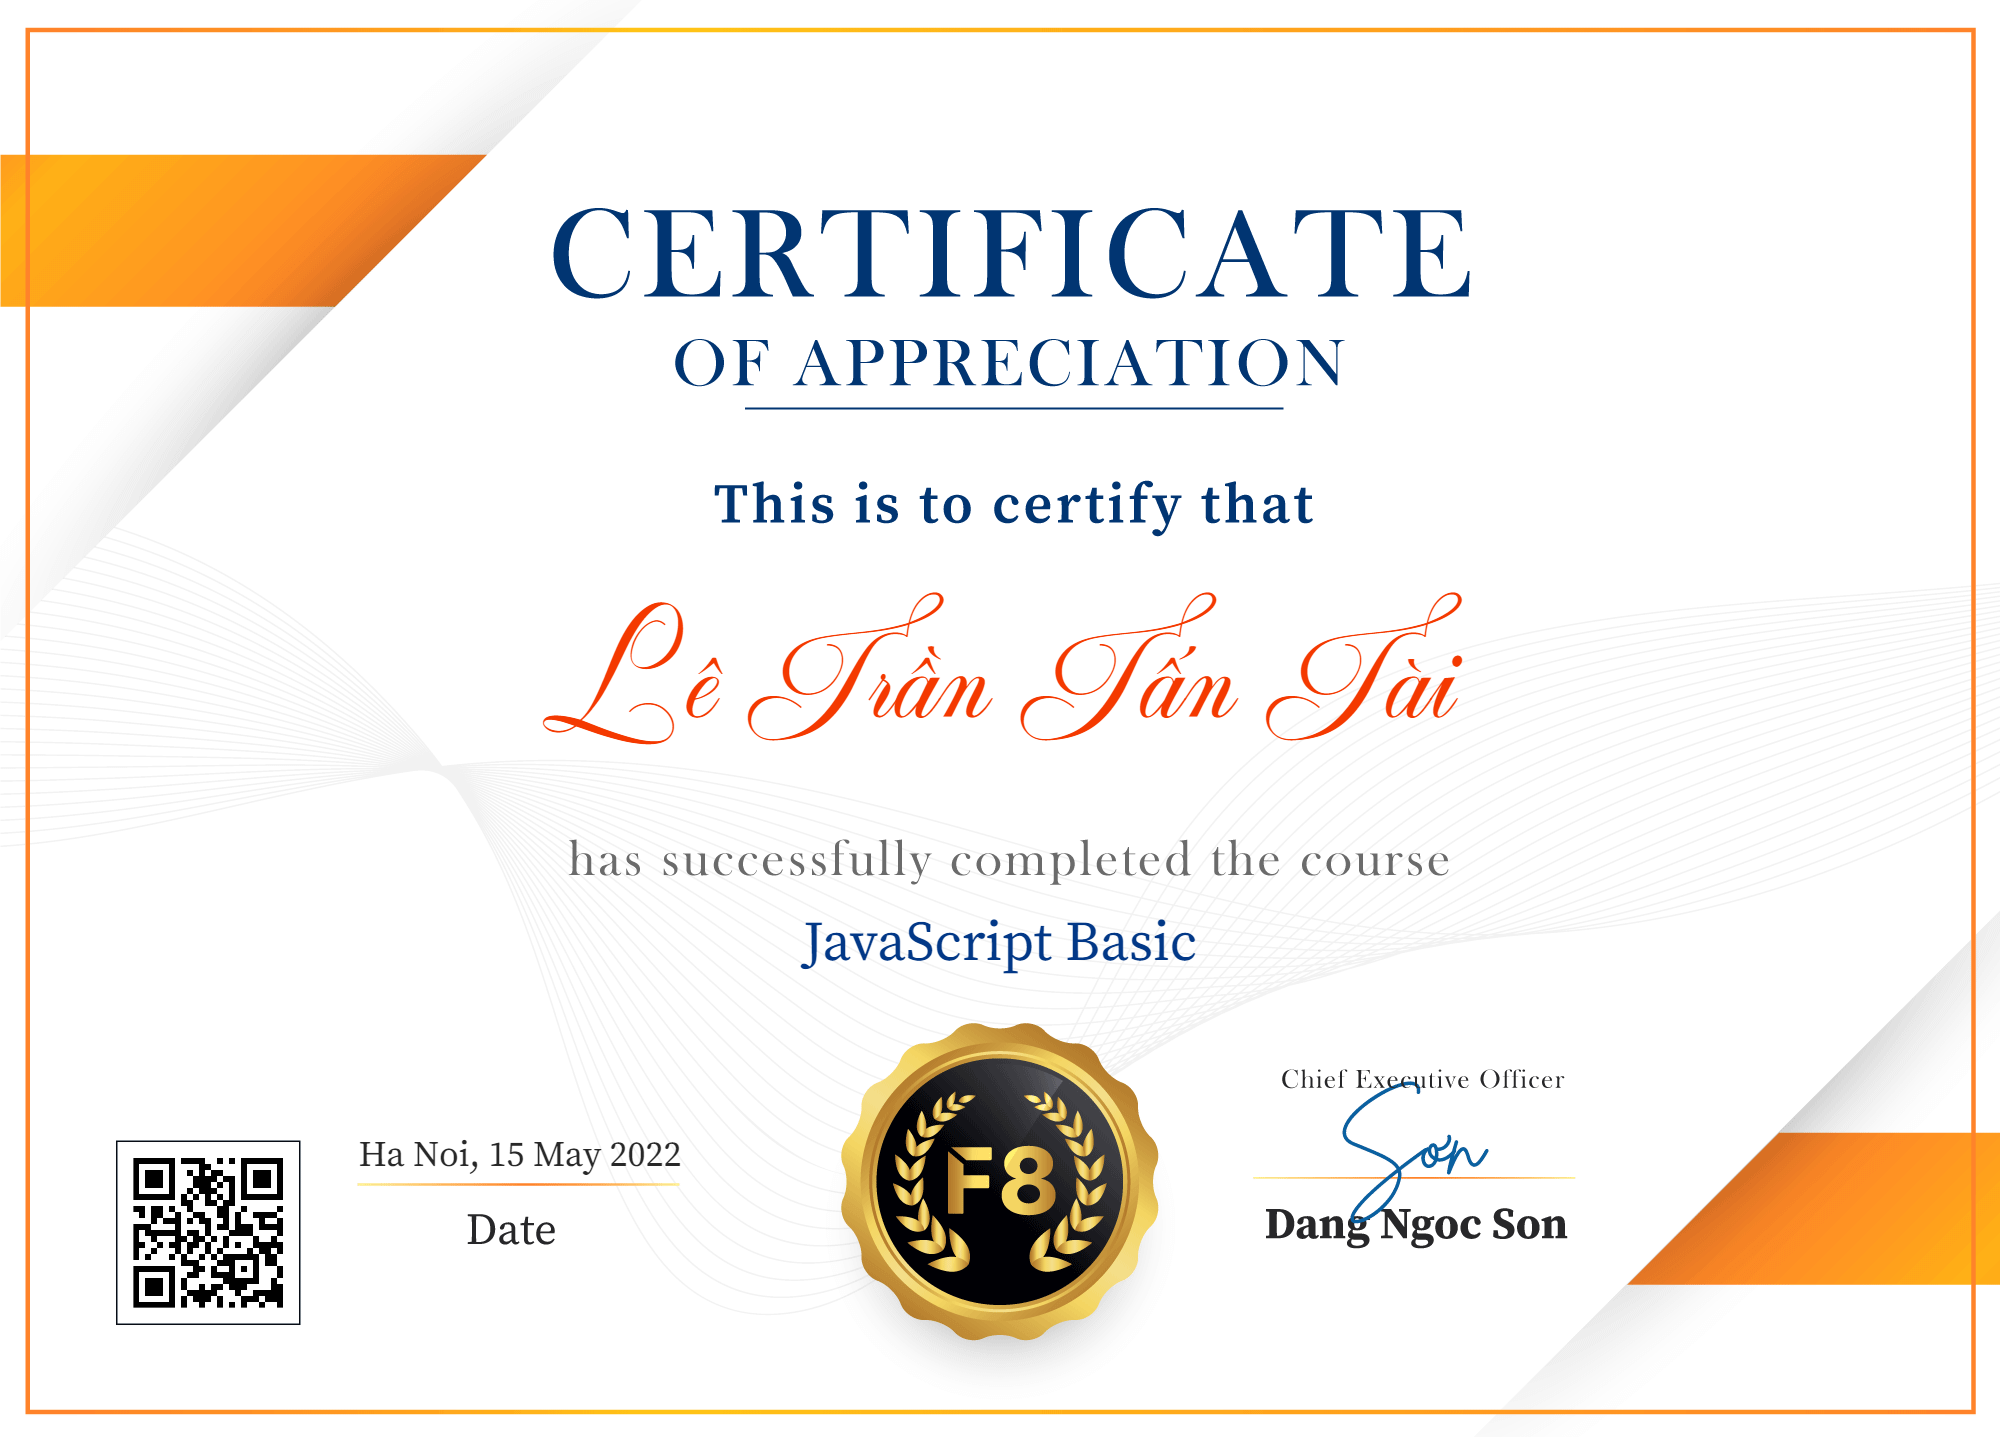 CERTIFICATE
OF APPRECIATION
This is to certify that
Lê Trần Tấn Tài
has successfully completed the course
JavaScript Basic
Ha Noi, 15 May 2022
Date
F8
Chief Executive Officer
Son
Dang Ngoc Son